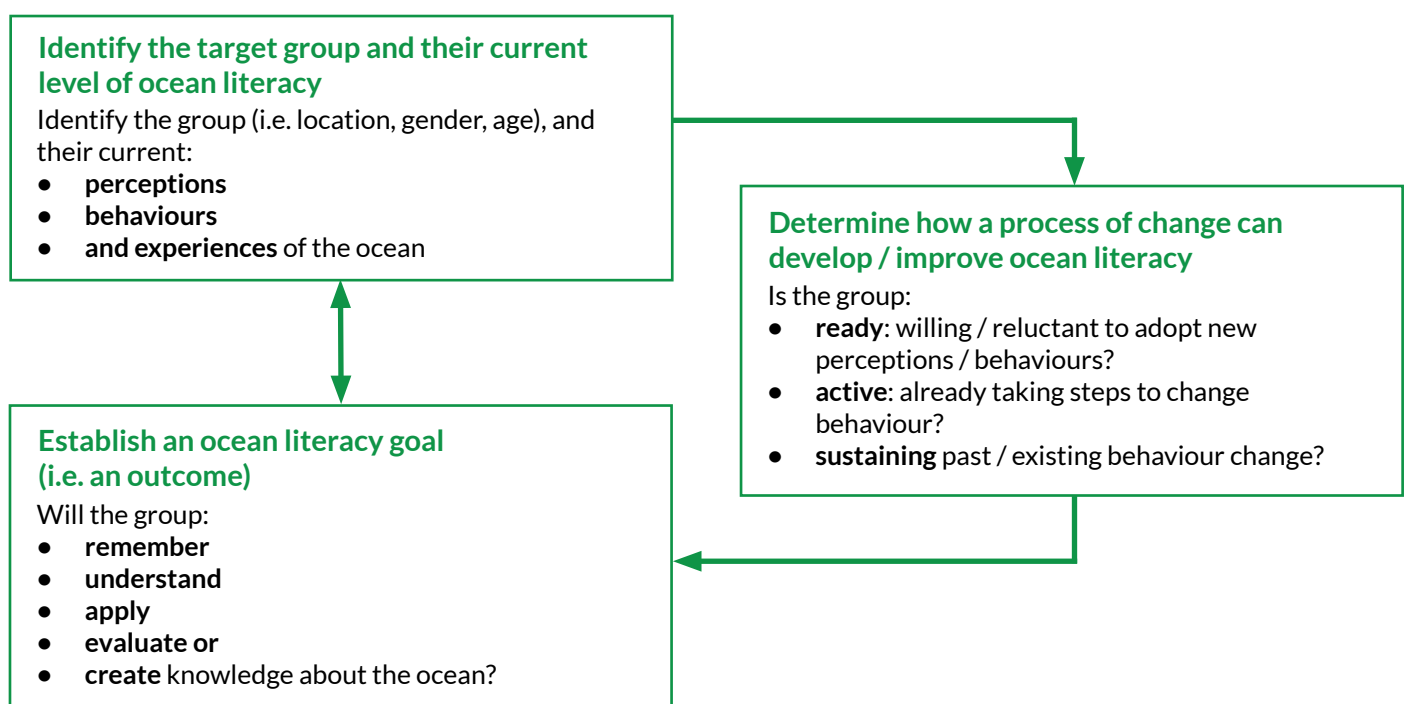 Identify the target group and their current
level of ocean literacy
Identify the group (i.e. location, gender, age), and
their current:
● perceptions
● behaviours
● and experiences of the ocean
Determine how a process of change can
develop / improve ocean literacy
Is the group:
● ready: willing / reluctant to adopt new
perceptions / behaviours?
● active: already taking steps to change
behaviour?
● sustaining past / existing behaviour change?
Establish an ocean literacy goal
(i.e. an outcome)
Will the group:
● remember
● understand
● apply
● evaluate or
● create knowledge about the ocean?